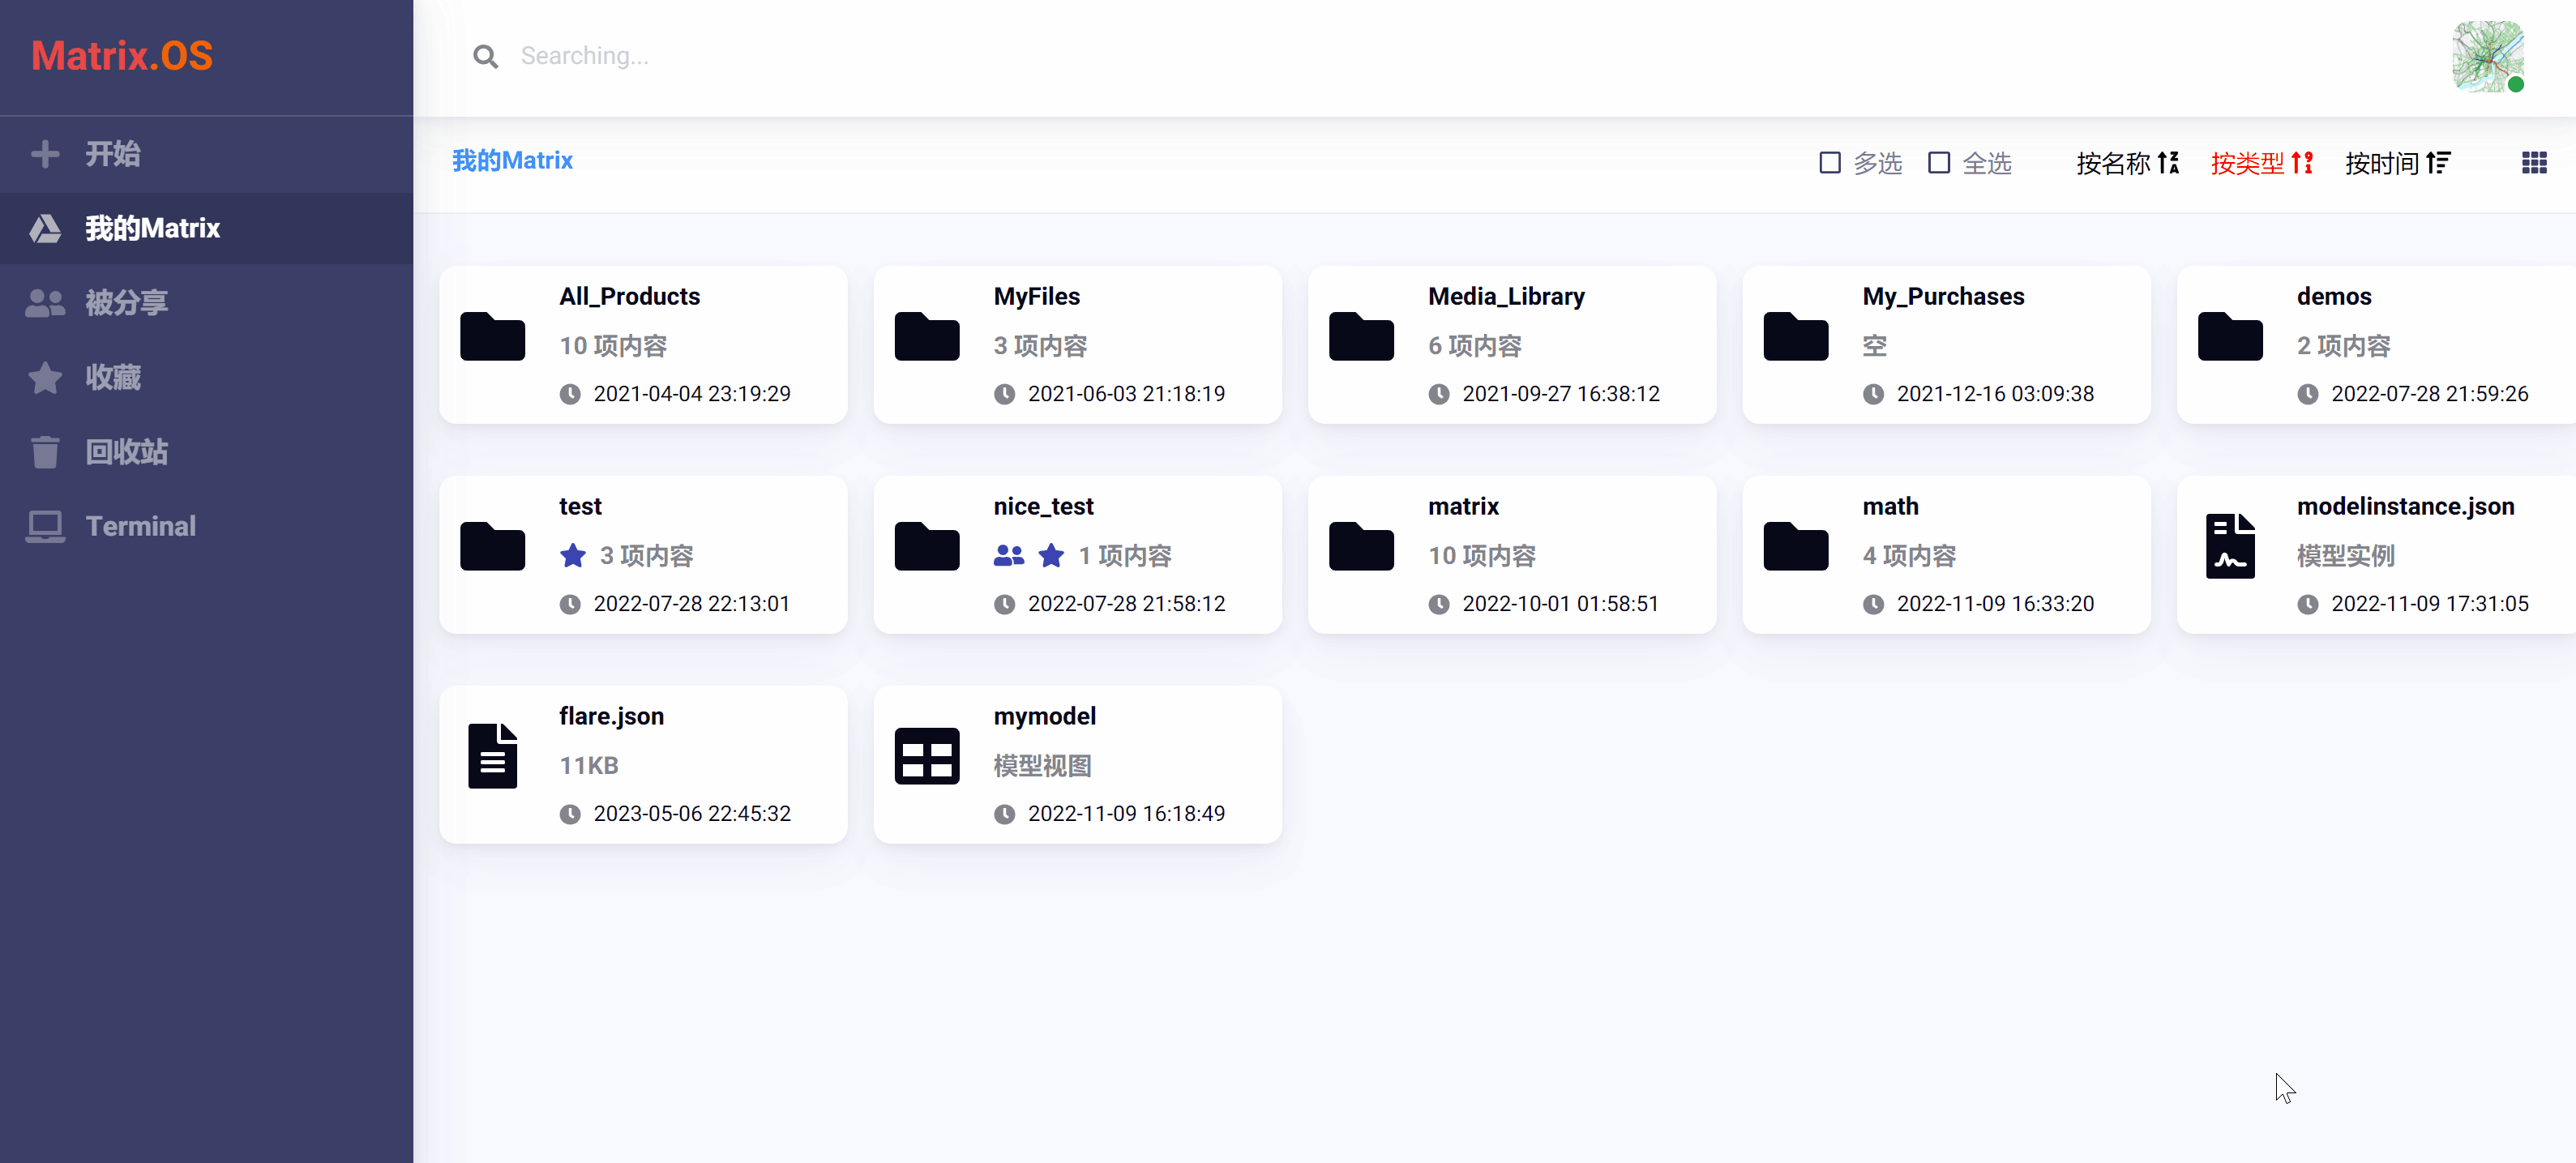 Matrix.OS
Searching...
开始
我的Matrix
被分享
收藏
回收站
Terminal
我的Matrix
多选 全选 按名称 按类型 按时间
All_Products
10 项内容
2021-04-04 23:19:29
MyFiles
3 项内容
2021-06-03 21:18:19
Media_Library
6 项内容
2021-09-27 16:38:12
My_Purchases
空
2021-12-16 03:09:38
demos
2 项内容
2022-07-28 21:59:26
test
3 项内容
2022-07-28 22:13:01
nice_test
1 项内容
2022-07-28 21:58:12
matrix
10 项内容
2022-10-01 01:58:51
math
4 项内容
2022-11-09 16:33:20
modelinstance.json
模型实例
2022-11-09 17:31:05
flare.json
11KB
2023-05-06 22:45:32
mymodel
模型视图
2022-11-09 16:18:49